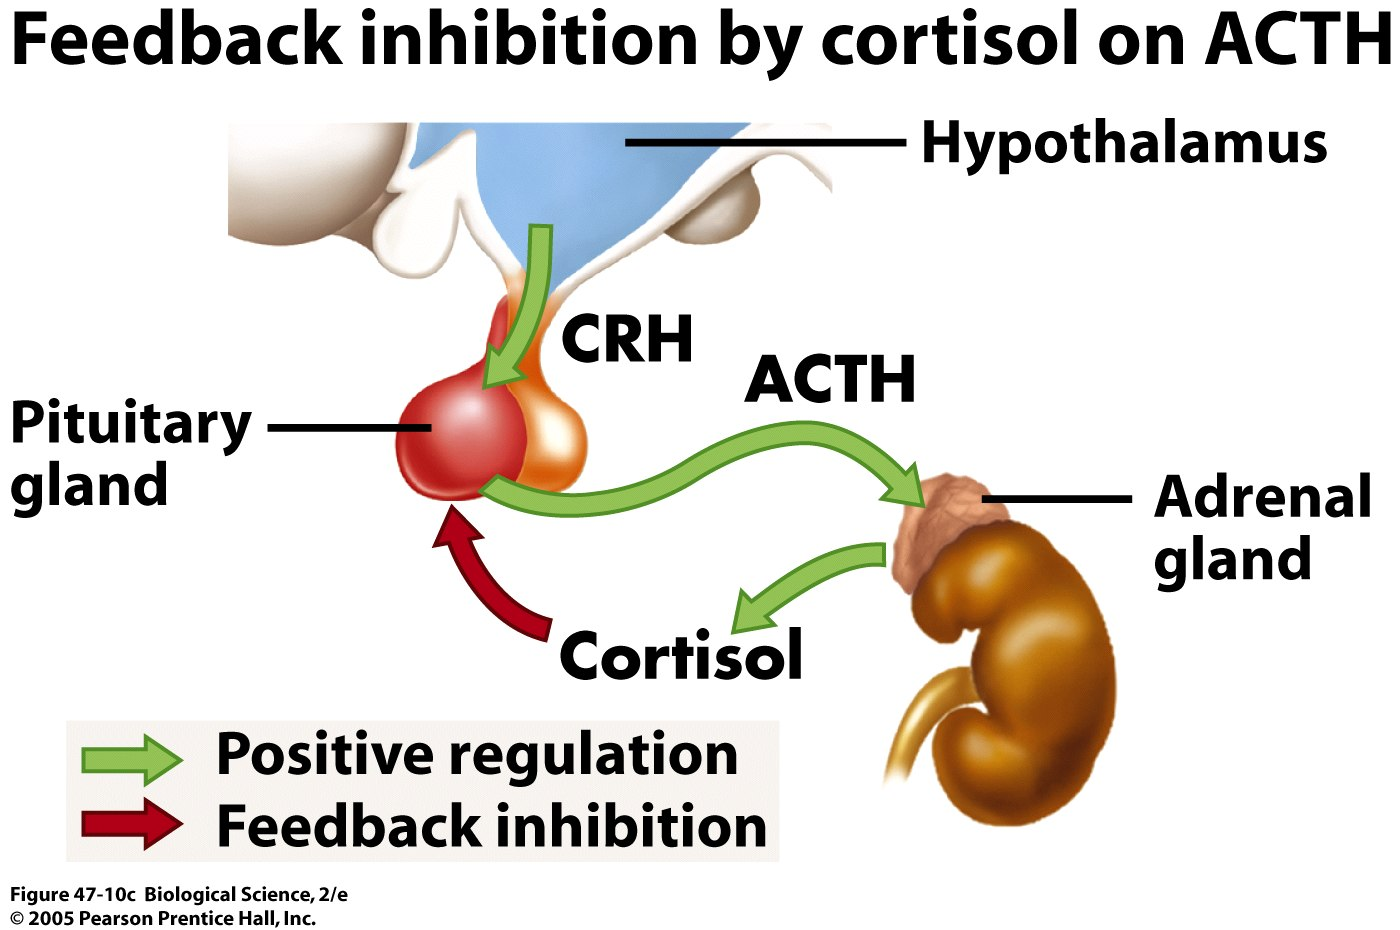 Feedback inhibition by cortisol on ACTH
Hypothalamus
CRH
ACTH
Pituitary
gland
Adrenal
gland
Cortisol
Positive regulation
Feedback inhibition
Figure 47-10c Biological Science, 2/e
© 2005 Pearson Prentice Hall, Inc.